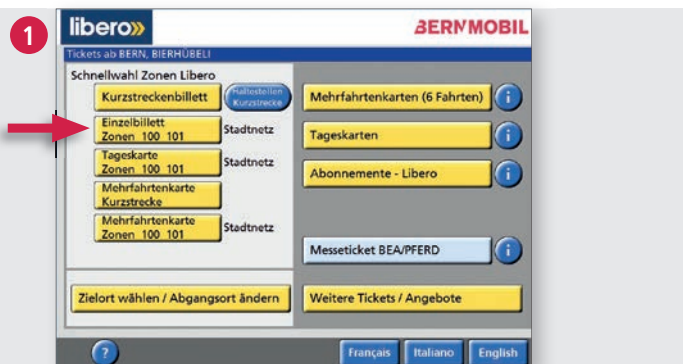 1
libero»
BERNMOBIL
Tickets ab BERN, BIERHÜBELI
Schnellwahl Zonen Libero
Kurzstreckenbillett
Haltestellen
Kurzstrecke
Einzelbillett
Zonen 100 101
Stadtnetz
Tageskarte
Zonen 100 101
Stadtnetz
Mehrfahrtenkarte
Kurzstrecke
Mehrfahrtenkarte
Zonen 100 101
Stadtnetz
Mehrfahrtenkarten (6 Fahrten)
i
Tageskarten
i
Abonnemente - Libero
i
Messeticket BEA/PFERD
i
Zielort wählen / Abgangsort ändern
Weitere Tickets / Angebote
?
Français
Italiano
English